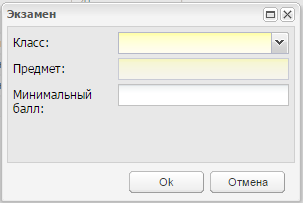 Экзамен
Класс:
Предмет:
Минимальный
балл:
Ok
Отмена